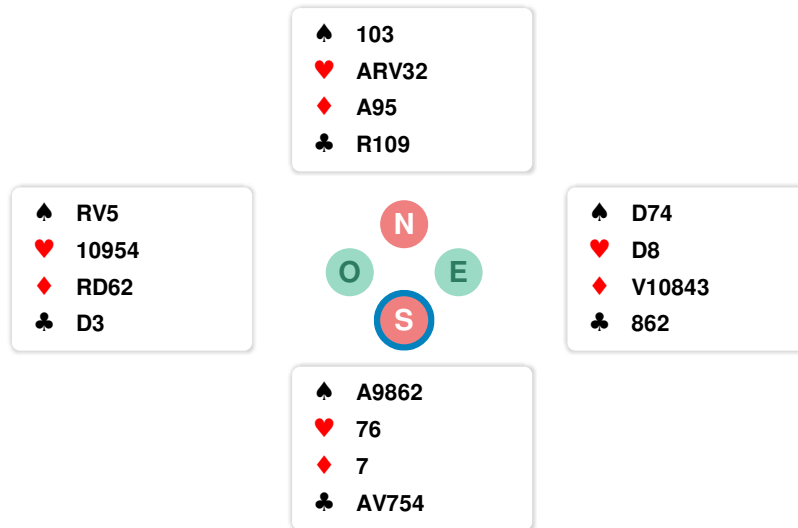 ♠ 103
♥ ARV32
♦ A95
♣ R109
♠ RV5
♥ 10954
♦ RD62
♣ D3
N
O E
S
♠ D74
♥ D8
♦ V10843
♣ 862
♠ A9862
♥ 76
♦ 7
♣ AV754